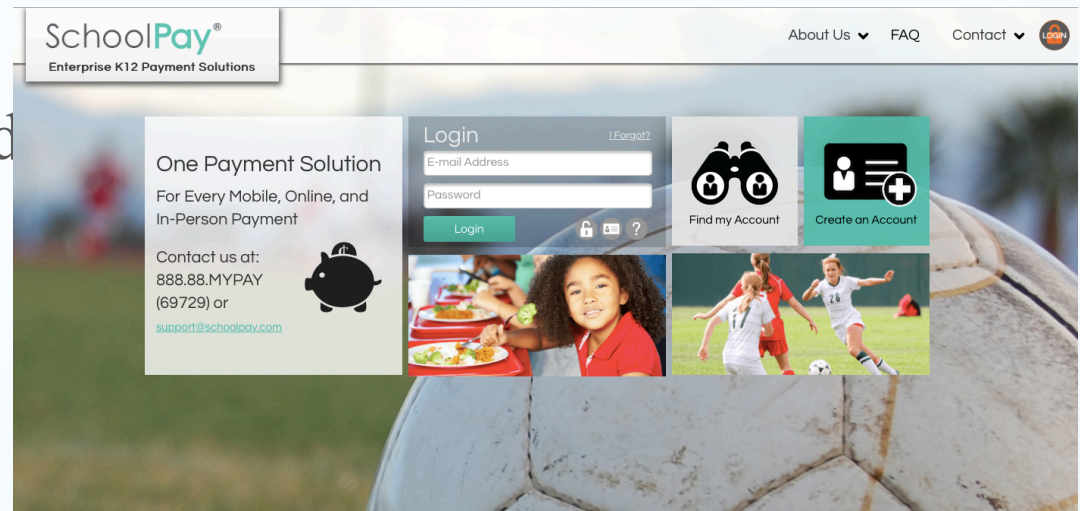 SchoolPay®
Enterprise K12 Payment Solutions
About Us
FAQ
Contact
LOGIN
d
One Payment Solution
For Every Mobile, Online, and
In-Person Payment
Contact us at:
888.88.MYPAY
(69729) or
support@schoolpay.com
Login
I Forgot?
E-mail Address
Password
Login
?
Find my Account
Create an Account
17
20